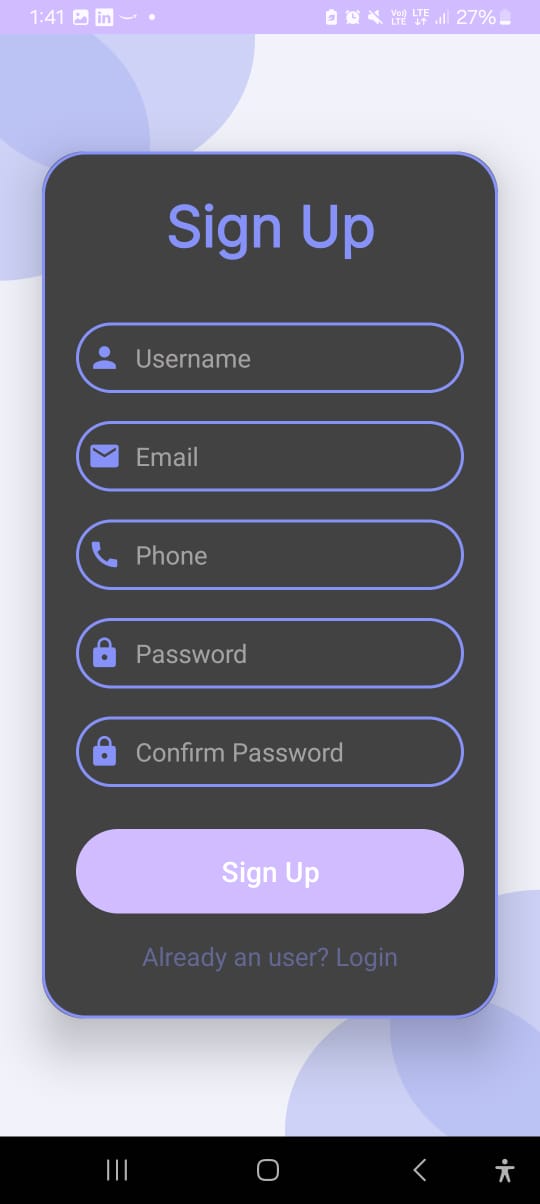 1:41 in Vo) LTE LTE 27%
Sign Up
Username
Email
Phone
Password
Confirm Password
Sign Up
Already an user? Login